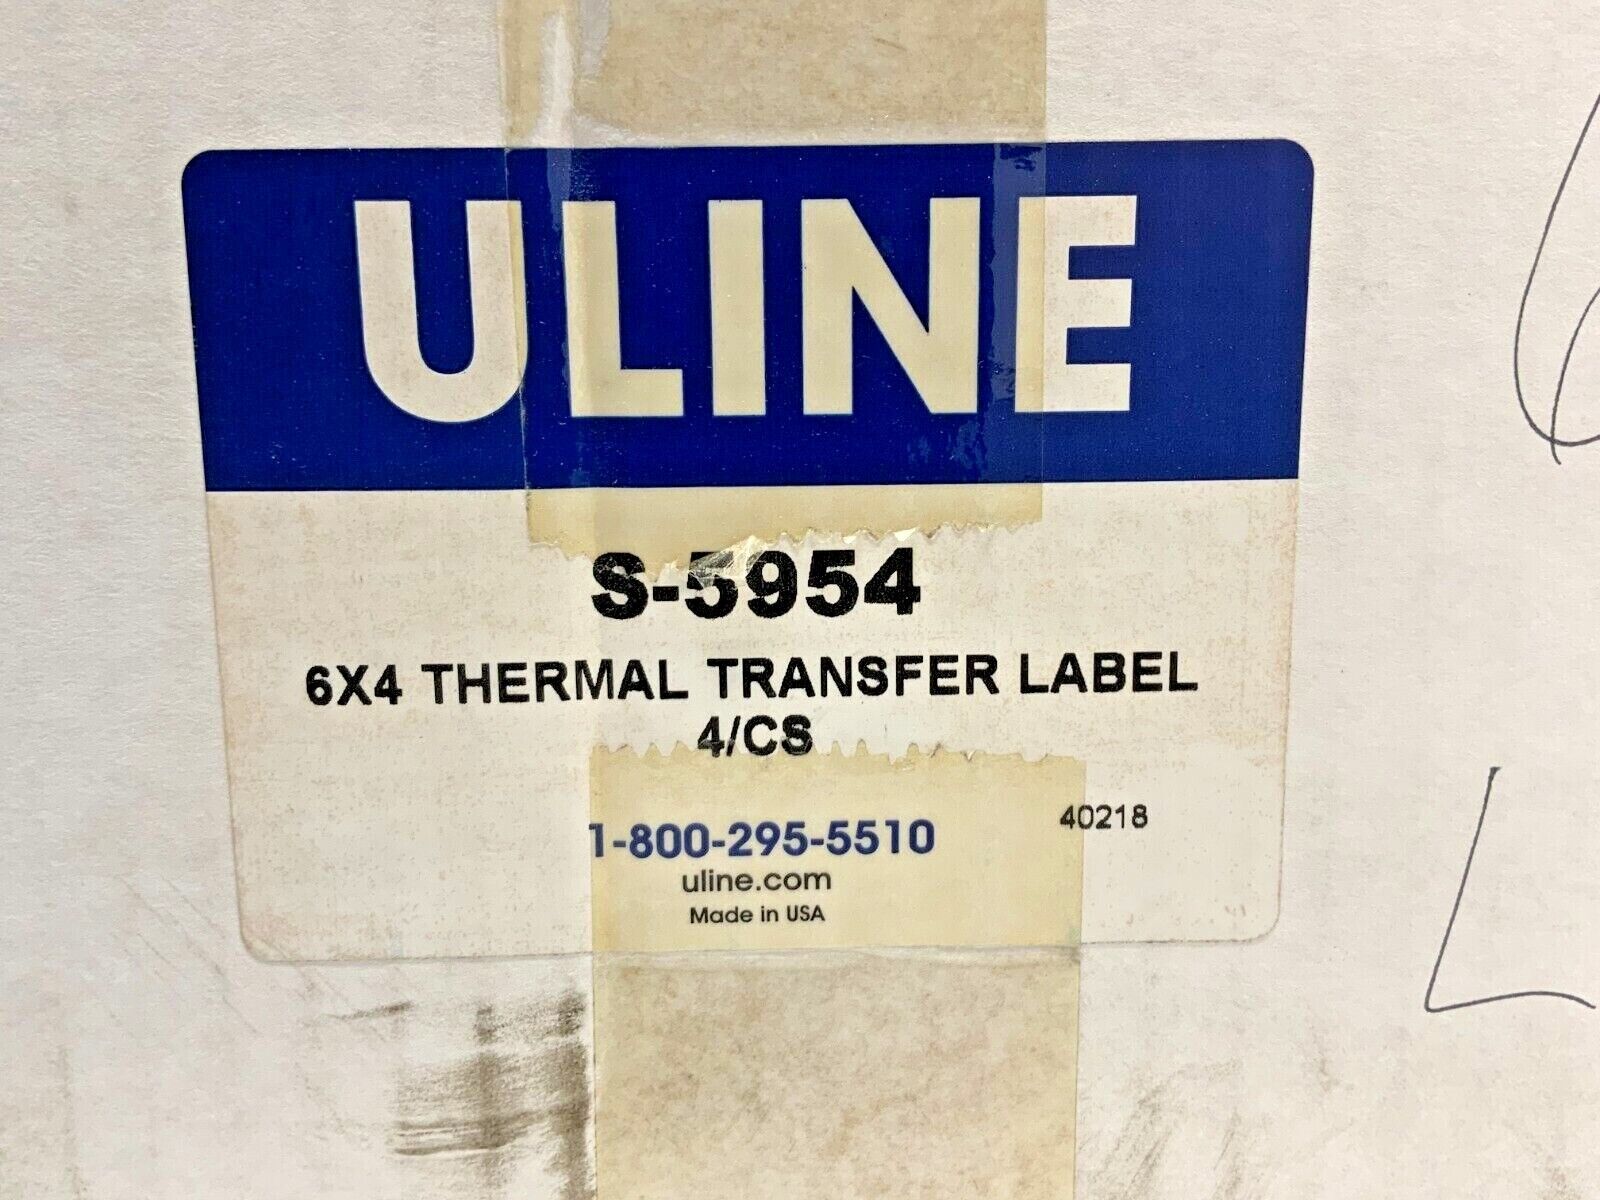 ULINE
S-5954
6X4 THERMAL TRANSFER LABEL
4/CS
40218
1-800-295-5510
uline.com
Made in USA
L